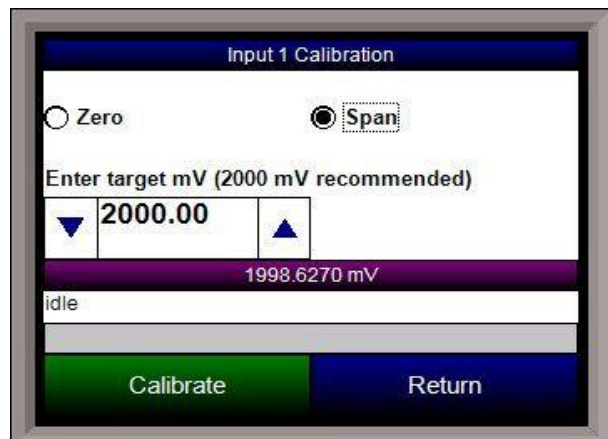 Input 1 Calibration
Zero Span
Enter target mV (2000 mV recommended)
2000.00
1998.6270 mV
idle
Calibrate Return